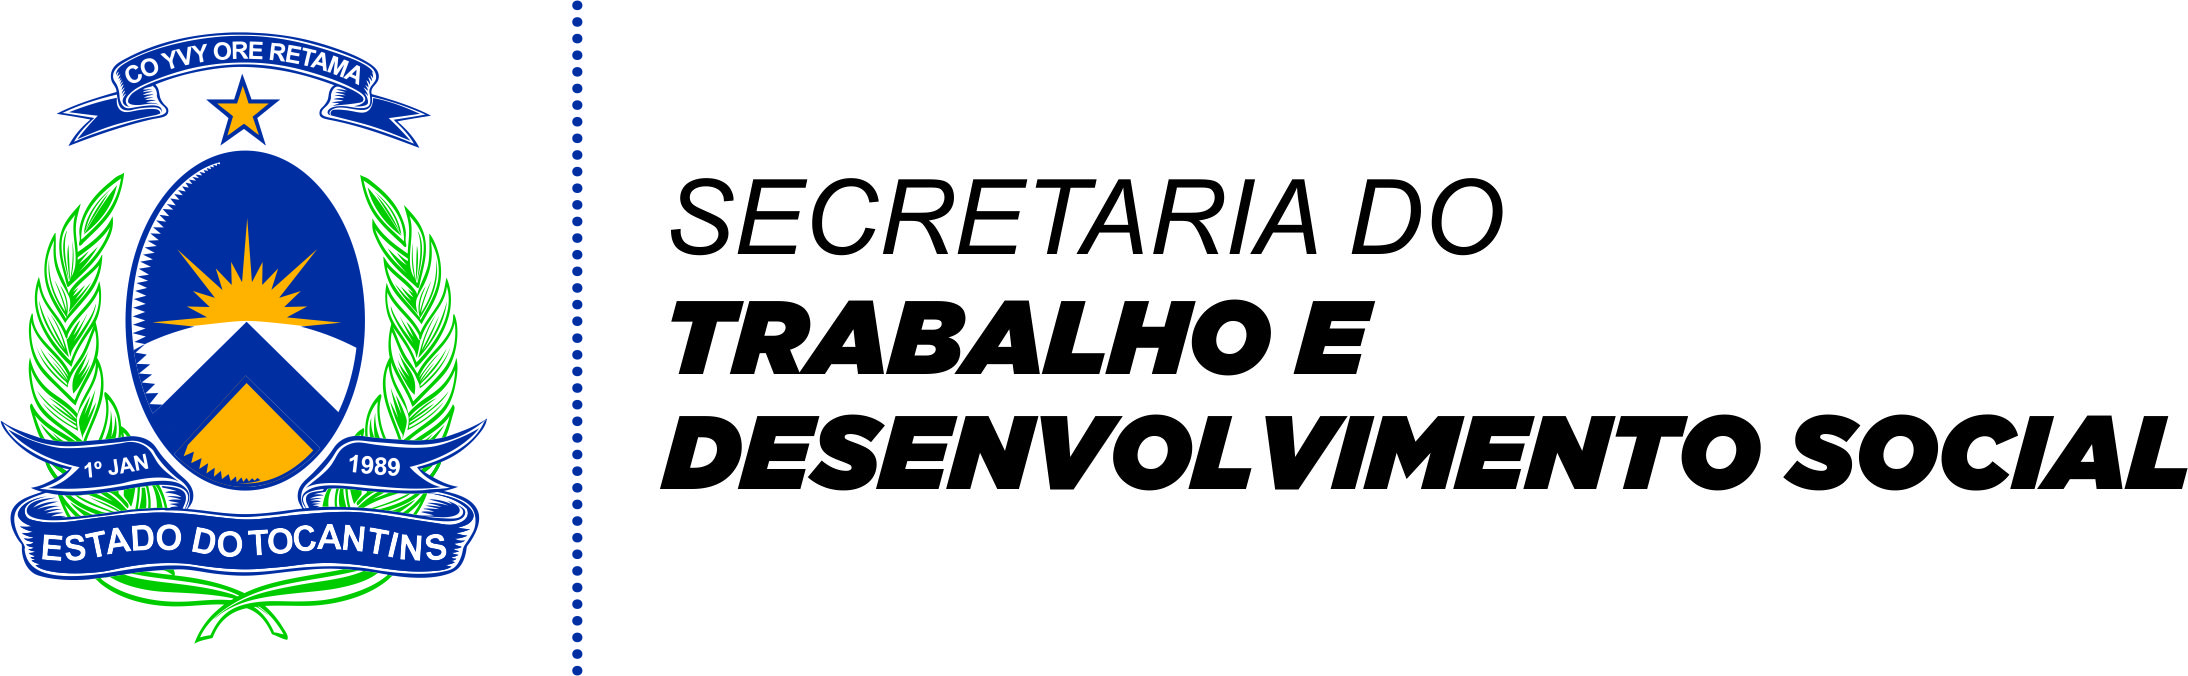 CO YVY ORE RETAMA
1º JAN
1989
ESTADO DO TOCANTINS
SECRETARIA DO
TRABALHO E
DESENVOLVIMENTO SOCIAL